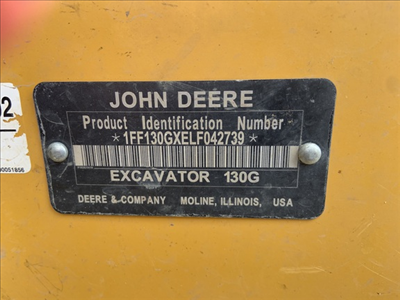 JOHN DEERE
Product Identification Number
*1FF130GXELF042739*
EXCAVATOR 130G
DEERE & COMPANY MOLINE, ILLINOIS, USA